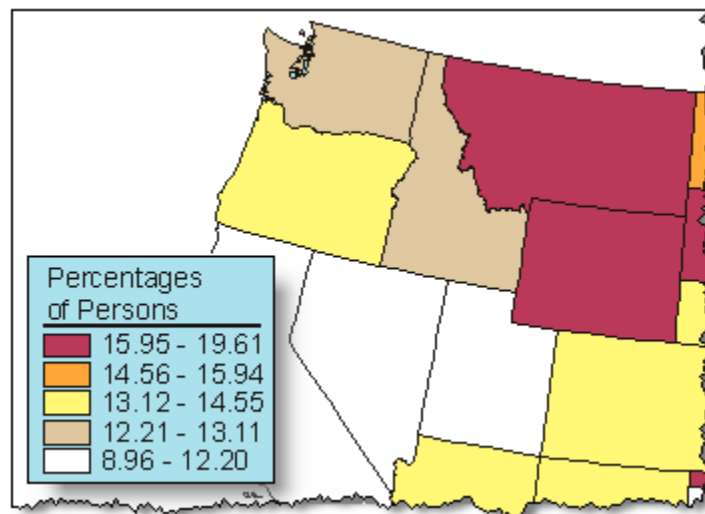 Percentages
of Persons
15.95 - 19.61
14.56 - 15.94
13.12 - 14.55
12.21 - 13.11
8.96 - 12.20